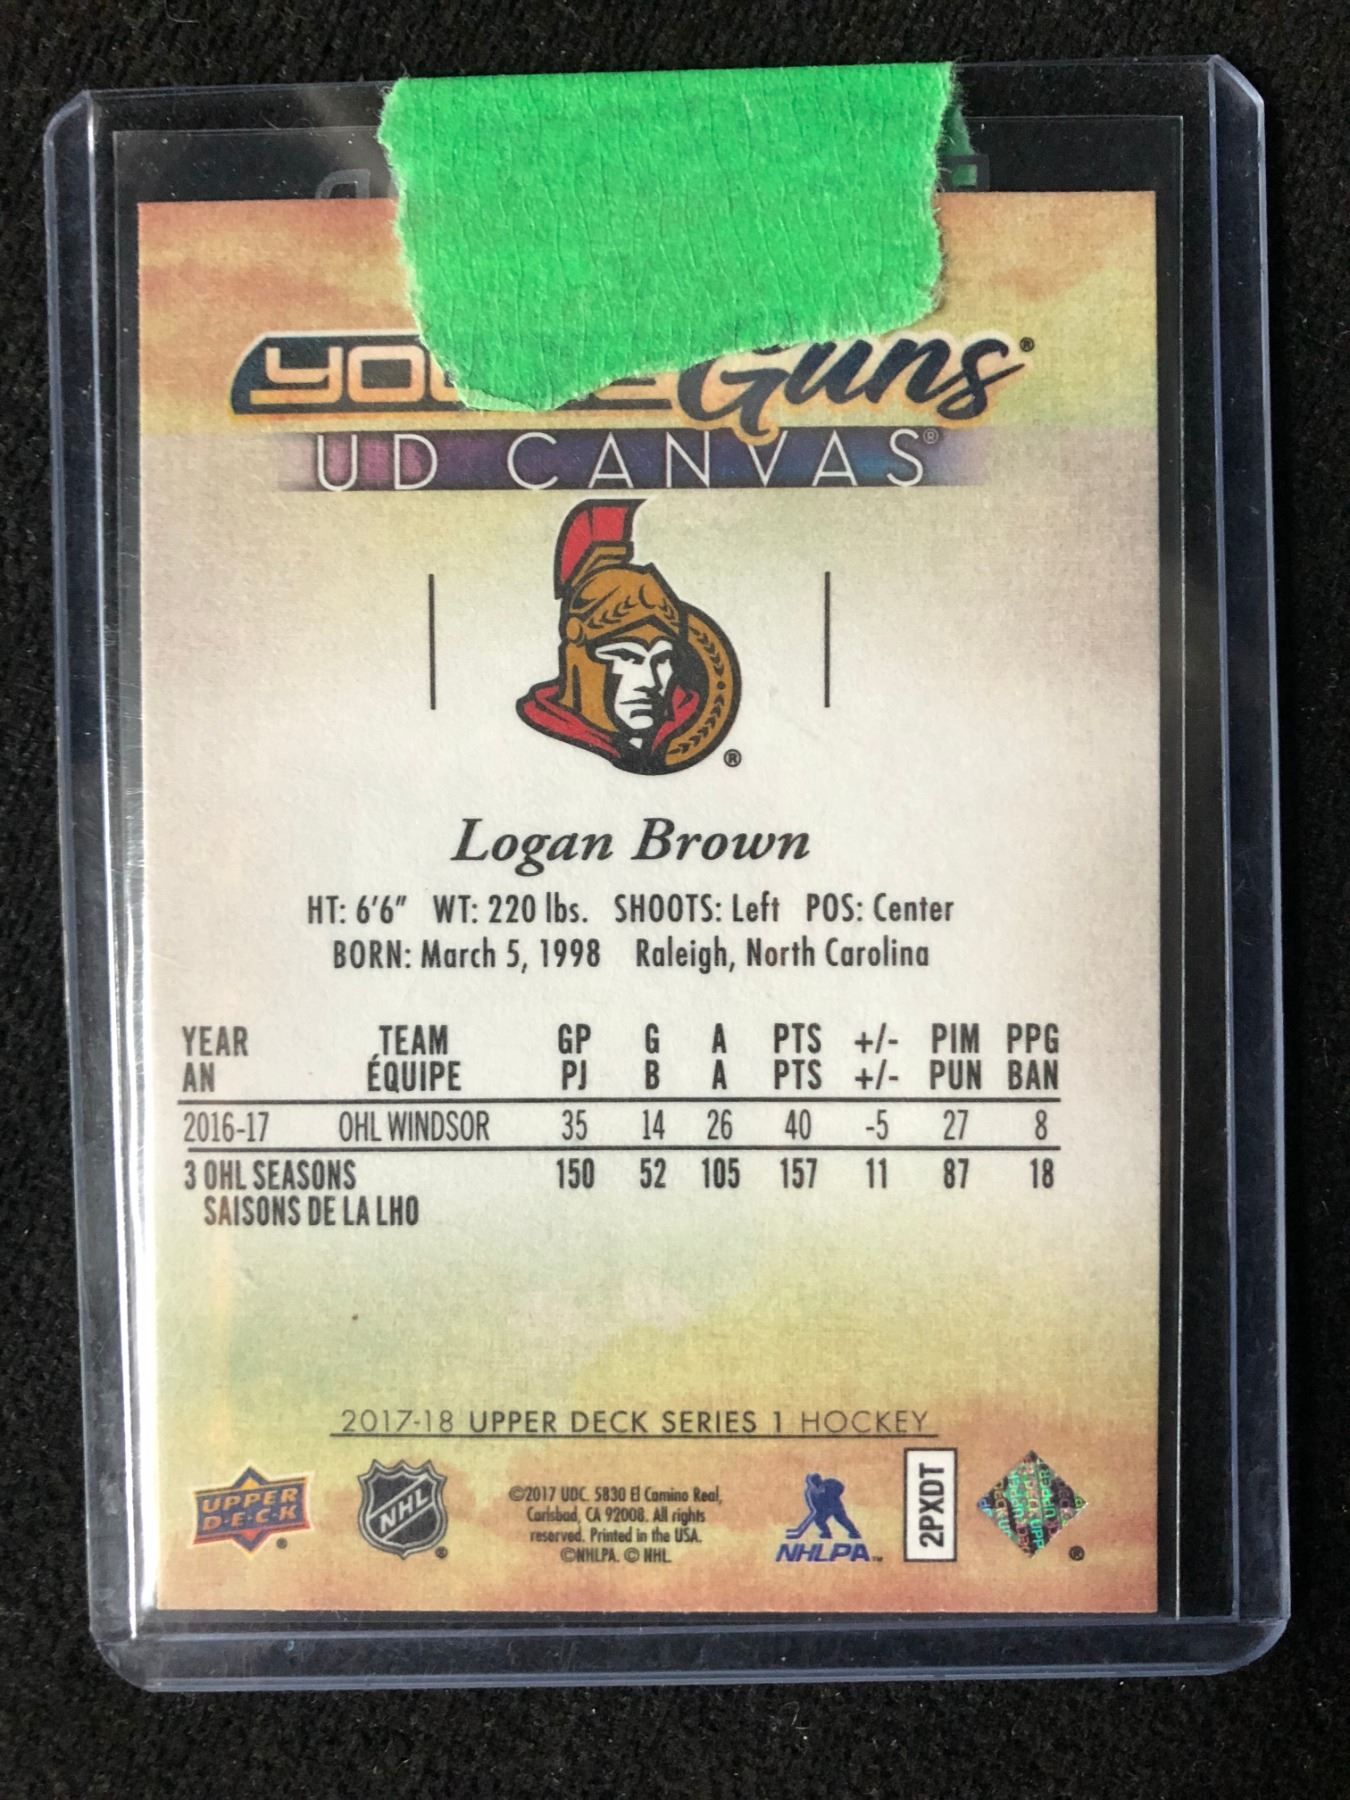 Guns®
UD CANVAS®
®
Logan Brown
HT: 6'6" WT: 220 lbs. SHOOTS: Left POS: Center
BORN: March 5, 1998 Raleigh, North Carolina
YEAR TEAM GP G A PTS +/- PIM PPG
AN ÉQUIPE PJ B A PTS +/- PUN BAN
2016-17 OHL WINDSOR 35 14 26 40 -5 27 8
3 OHL SEASONS 150 52 105 157 11 87 18
SAISONS DE LA LHO
2017-18 UPPER DECK SERIES 1 HOCKEY
UPPER
D·E·C·K
®
NHL
®
©2017 UDC. 5830 El Camino Real,
Carlsbad, CA 92008. All rights
reserved. Printed in the USA.
©NHLPA. © NHL.
NHLPA™
2PXDT
®